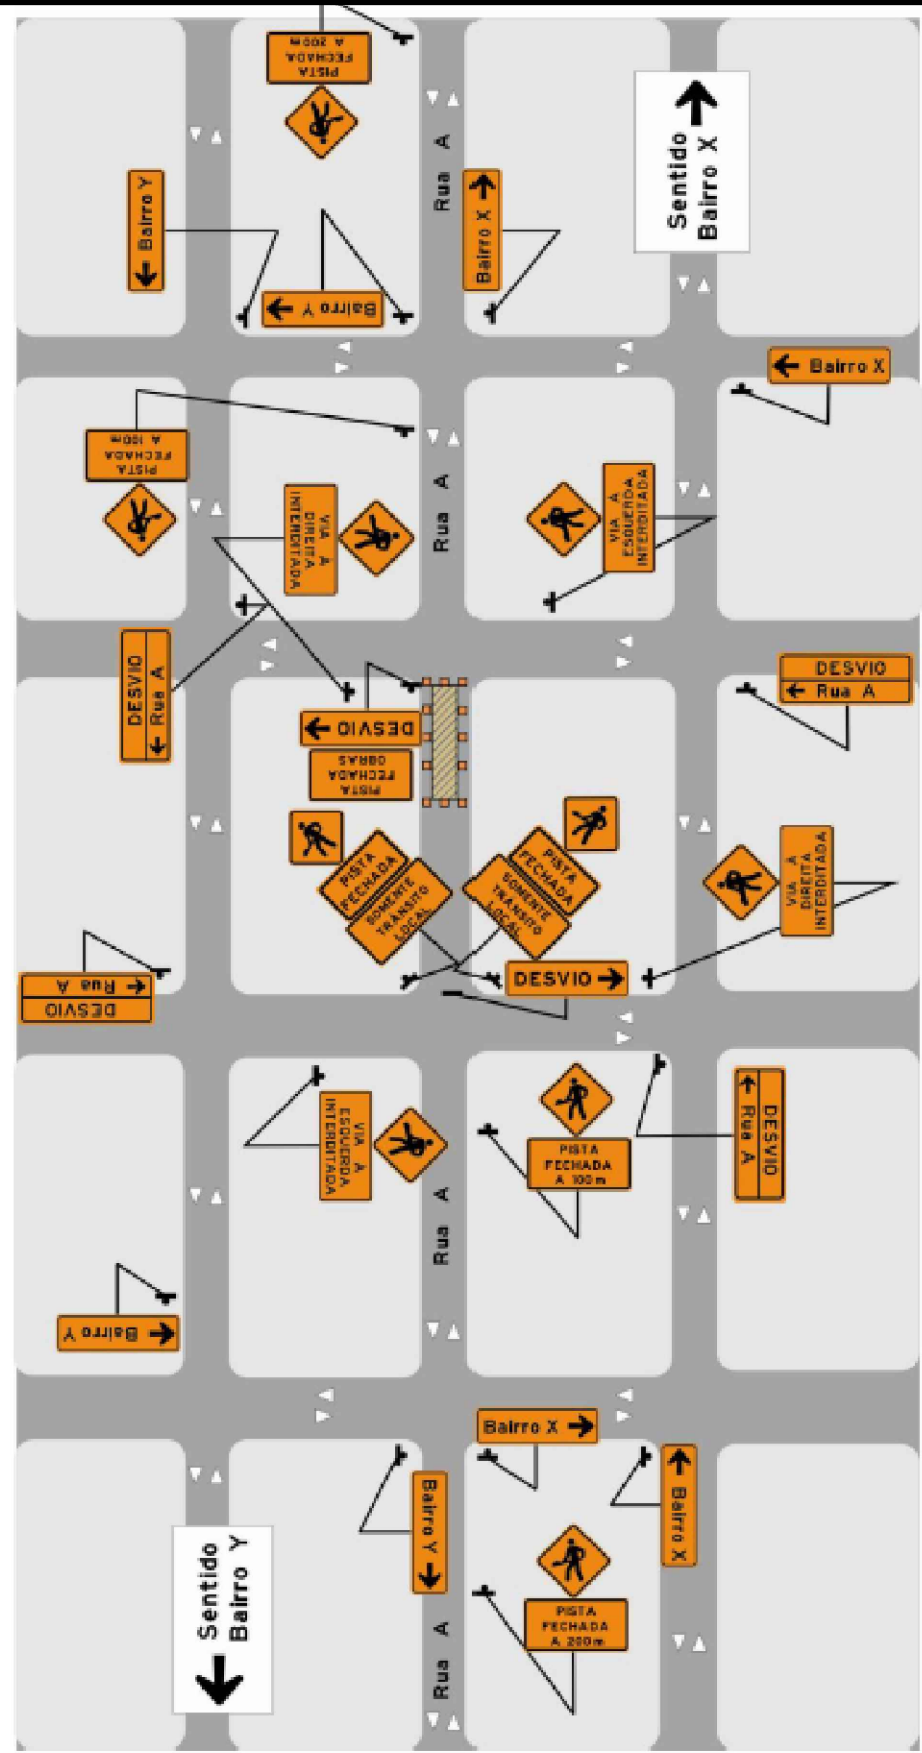 PISTA
FECHADA
A 200m
Rua A
Sentido
Bairro X
Bairro Y
Bairro X
Bairro Y
Bairro X
PISTA
FECHADA
A 100m
VIA A
DIREITA
INTERDITADA
Rua A
VIA A
ESQUERDA
INTERDITADA
DESVIO
Rua A
DESVIO
Rua A
DESVIO
PISTA
FECHADA
OBRAS
PISTA
FECHADA
SOMENTE
TRÂNSITO
LOCAL
PISTA
FECHADA
SOMENTE
TRÂNSITO
LOCAL
VIA A
DIREITA
INTERDITADA
DESVIO
Rua A
DESVIO
VIA A
ESQUERDA
INTERDITADA
PISTA
FECHADA
A 100m
DESVIO
Rua A
Rua A
Bairro Y
Bairro X
Bairro Y
Bairro X
Sentido
Bairro Y
PISTA
FECHADA
A 200m
Rua A